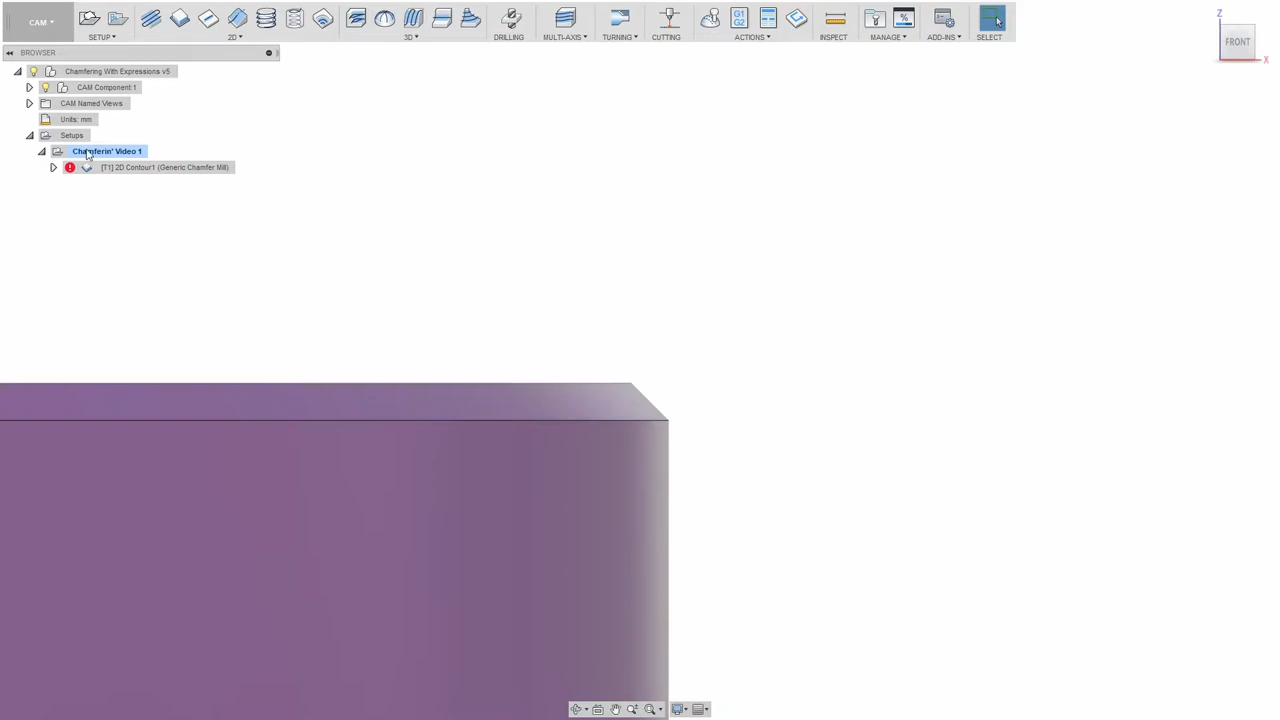 CAM
SETUP
2D
3D
DRILLING
MULTI-AXIS
TURNING
CUTTING
G1
G2
ACTIONS
INSPECT
%
MANAGE
ADD-INS
SELECT
BROWSER
Chamfering With Expressions v5
CAM Component:1
CAM Named Views
Units: mm
Setups
Chamferin' Video 1
[T1] 2D Contour1 (Generic Chamfer Mill)
Z
FRONT
X